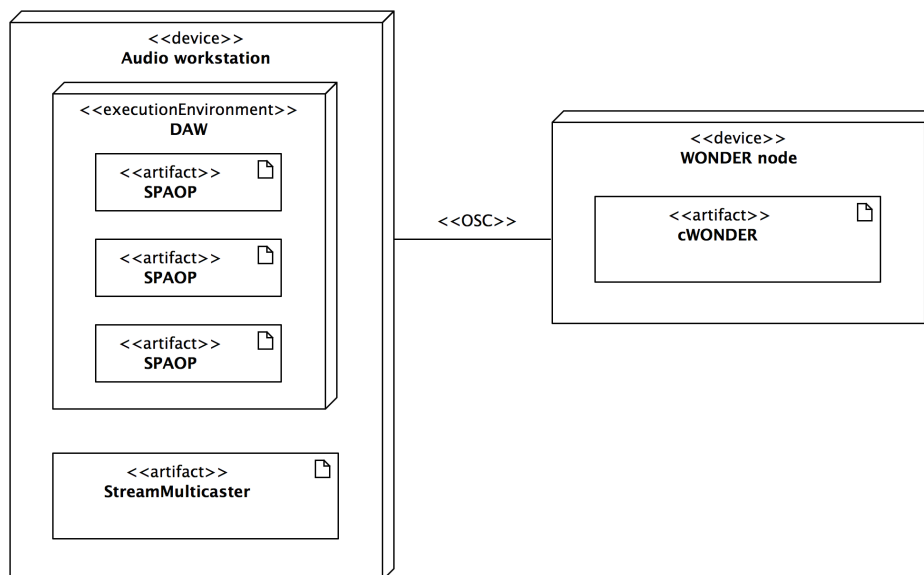 <<device>>
Audio workstation
<<executionEnvironment>>
DAW
<<artifact>>
SPAOP
<<artifact>>
SPAOP
<<artifact>>
SPAOP
<<artifact>>
StreamMulticaster
<<OSC>>
<<device>>
WONDER node
<<artifact>>
cWONDER